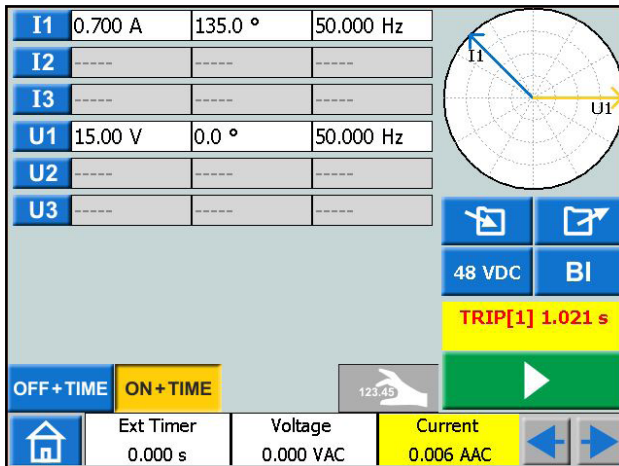 I1 0.700 A 135.0 ° 50.000 Hz
I2 ----- ----- -----
I3 ----- ----- -----
U1 15.00 V 0.0 ° 50.000 Hz
U2 ----- ----- -----
U3 ----- ----- -----
I1
U1
48 VDC BI
TRIP[1] 1.021 s
OFF+TIME ON+TIME 123.45
Ext Timer Voltage Current
0.000 s 0.000 VAC 0.006 AAC